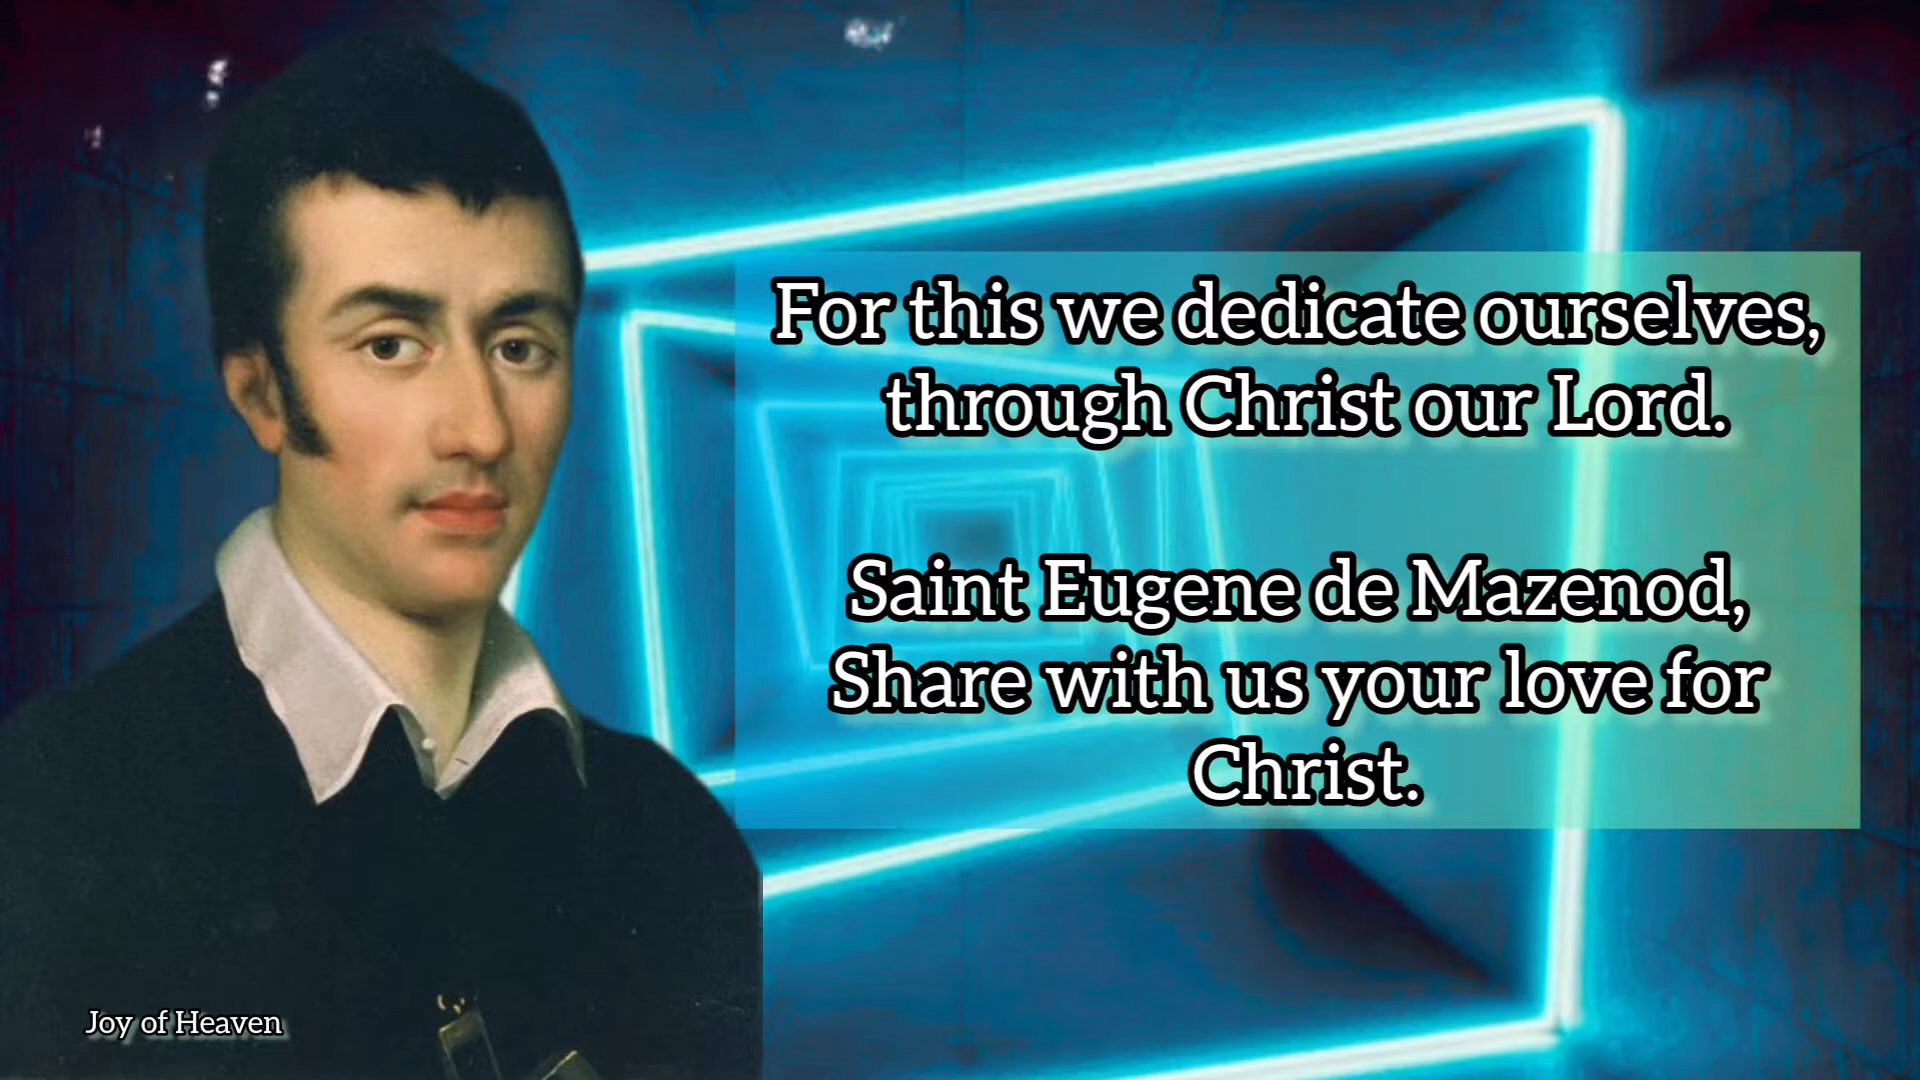 For this we dedicate ourselves,
through Christ our Lord.
Saint Eugene de Mazenod,
Share with us your love for
Christ.
Joy of Heaven